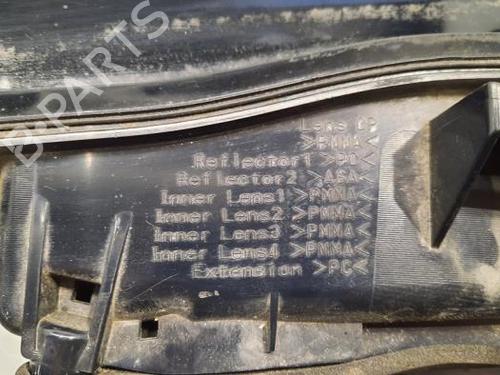 B-PARTS
Lens
>PMMA<
Reflector1 >PC<
Reflector2 >ASA<
Inner Lens1 >PMMA<
Inner Lens2 >PMMA<
Inner Lens3 >PMMA<
Inner Lens4 >PMMA<
Extension >PC<